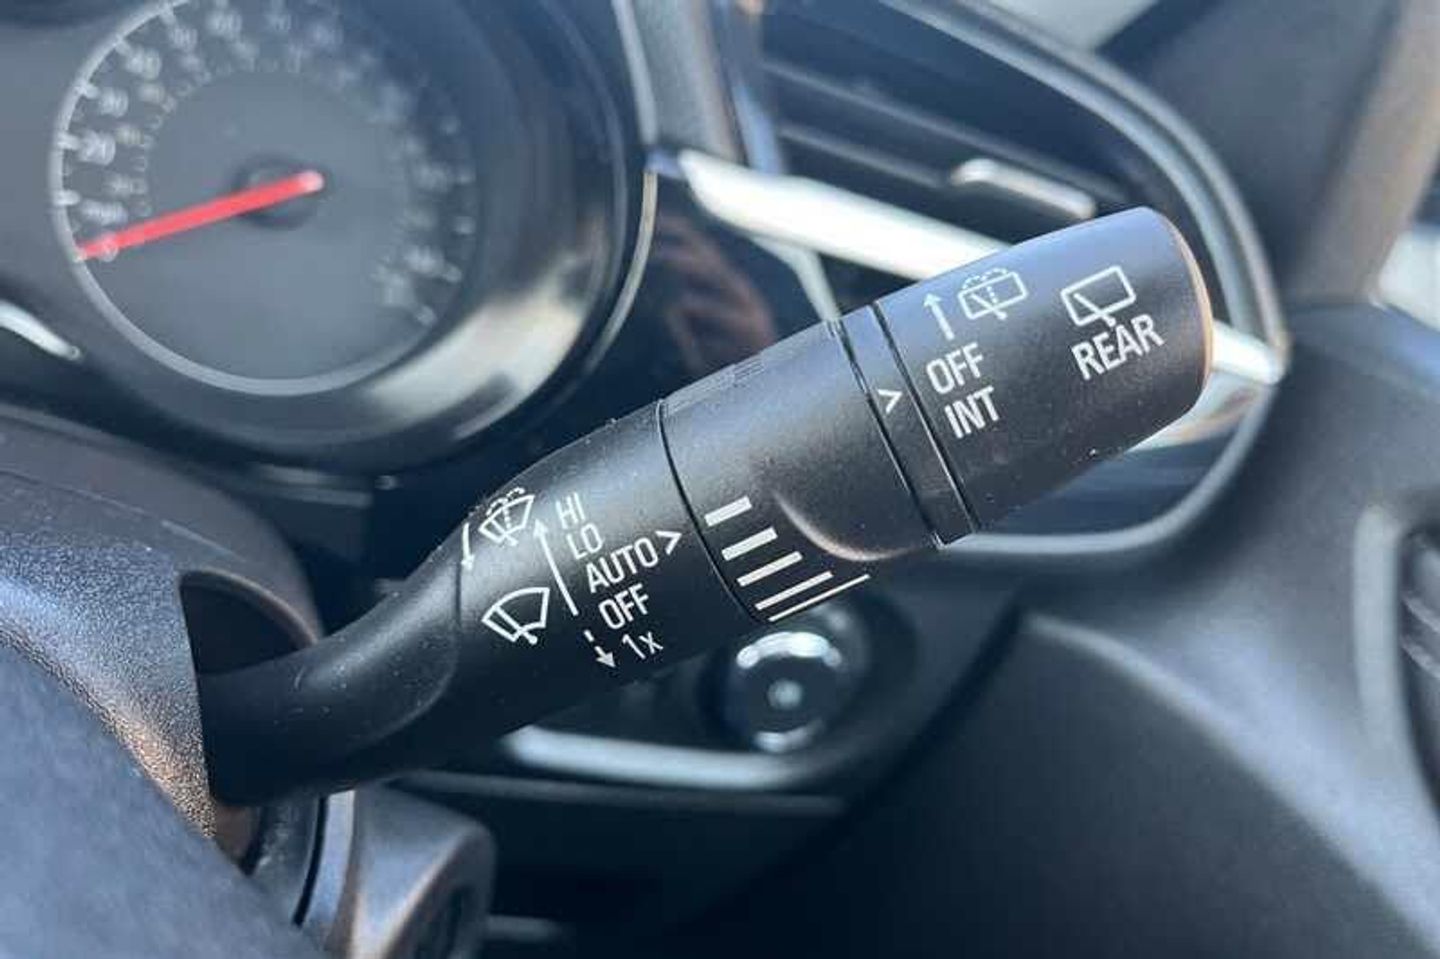 OFF
INT
REAR
HI
LO
AUTO >
OFF
1x